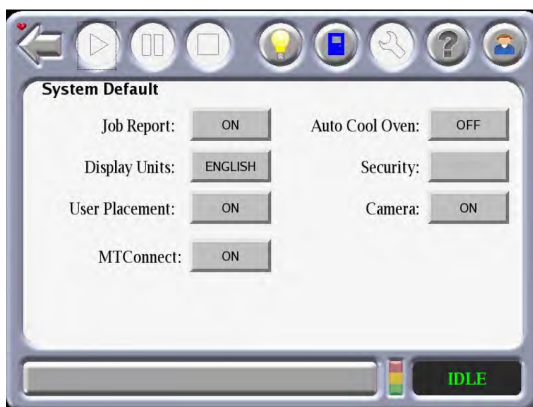 System Default
Job Report: ON Auto Cool Oven: OFF
Display Units: ENGLISH Security:
User Placement: ON Camera: ON
MTConnect: ON
IDLE